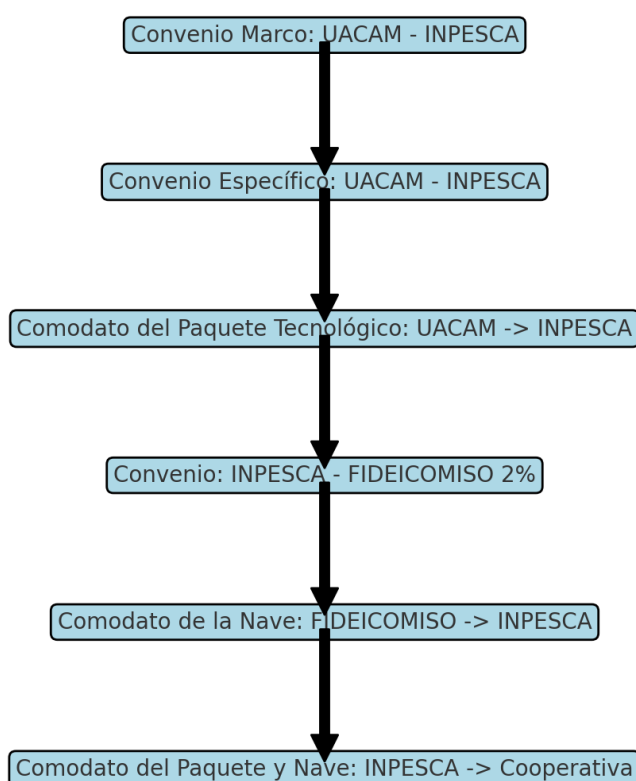 Convenio Marco: UACAM - INPESCA
Convenio Específico: UACAM - INPESCA
Comodato del Paquete Tecnológico: UACAM -> INPESCA
Convenio: INPESCA - FIDEICOMISO 2%
Comodato de la Nave: FIDEICOMISO -> INPESCA
Comodato del Paquete y Nave: INPESCA -> Cooperativa